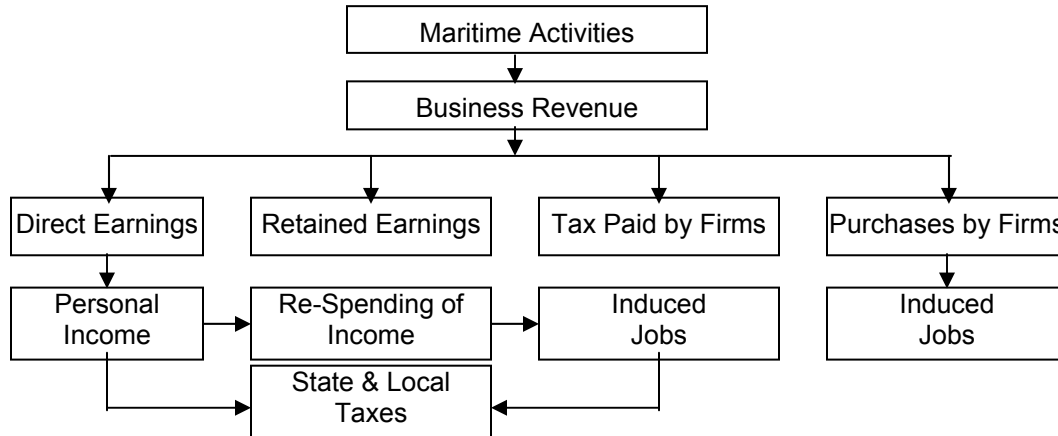 Maritime Activities
Business Revenue
Direct Earnings
Retained Earnings
Tax Paid by Firms
Purchases by Firms
Personal
Income
Re-Spending of
Income
Induced
Jobs
Induced
Jobs
State & Local
Taxes